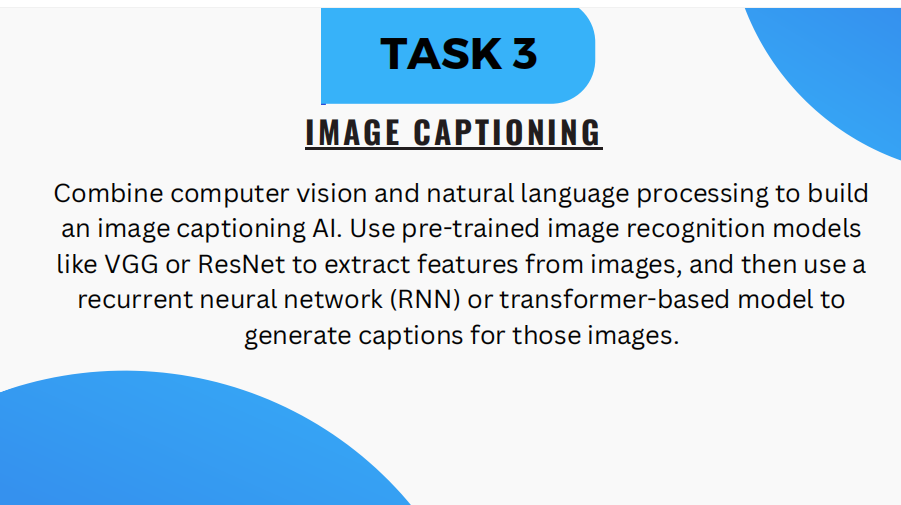 TASK 3
IMAGE CAPTIONING
Combine computer vision and natural language processing to build
an image captioning AI. Use pre-trained image recognition models
like VGG or ResNet to extract features from images, and then use a
recurrent neural network (RNN) or transformer-based model to
generate captions for those images.